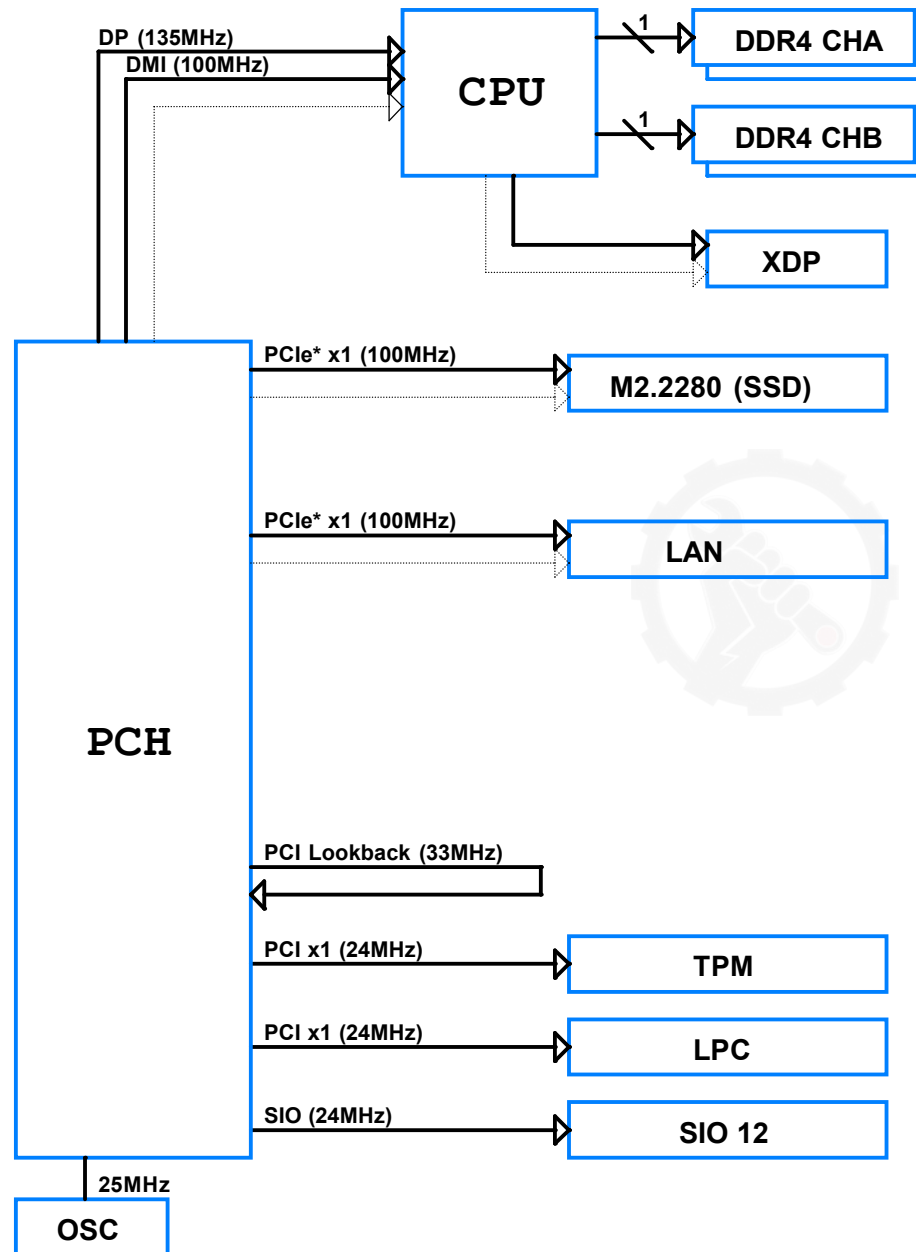 DP (135MHz)
DMI (100MHz)
CPU
1
DDR4 CHA
1
DDR4 CHB
XDP
PCIe* x1 (100MHz)
M2.2280 (SSD)
PCIe* x1 (100MHz)
LAN
PCH
PCI Lookback (33MHz)
PCI x1 (24MHz)
TPM
PCI x1 (24MHz)
LPC
SIO (24MHz)
SIO 12
25MHz
OSC